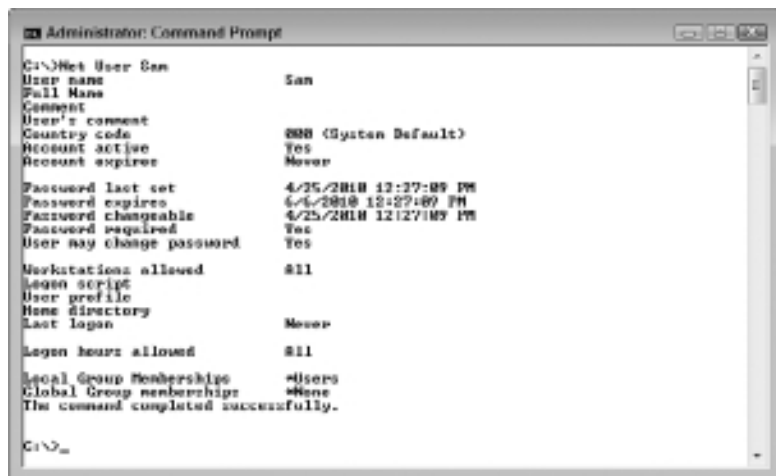 Administrator: Command Prompt
C:\>Net User Sam
User name Sam
Full Name
Comment
User's comment
Country code 000 (System Default)
Account active Yes
Account expires Never
Password last set 4/25/2010 12:27:09 PM
Password expires 6/6/2010 12:27:09 PM
Password changeable 4/25/2010 12:27:09 PM
Password required Yes
User may change password Yes
Workstations allowed All
Logon script
User profile
Home directory
Last logon Never
Logon hours allowed All
Local Group Memberships *Users
Global Group memberships *None
The command completed successfully.
C:\>_